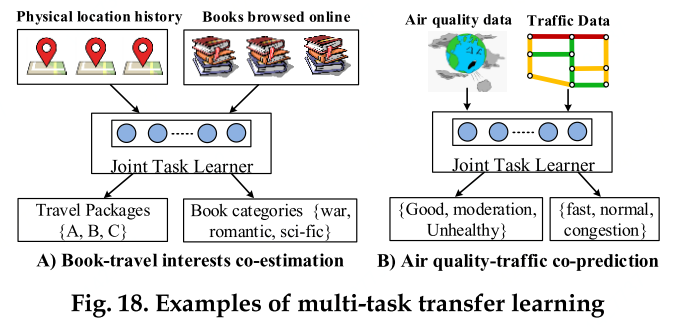 Physical location history
Books browsed online
Joint Task Learner
Travel Packages
{A, B, C}
Book categories {war,
romantic, sci-fic}
A) Book-travel interests co-estimation
Air quality data
Traffic Data
Joint Task Learner
{Good, moderation,
Unhealthy}
{fast, normal,
congestion}
B) Air quality-traffic co-prediction
Fig. 18. Examples of multi-task transfer learning